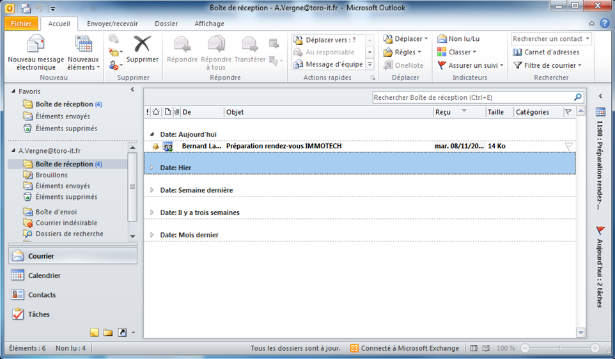 Boîte de réception - A.Vergne@toro-it.fr - Microsoft Outlook
Fichier Accueil Envoyer/recevoir Dossier Affichage
Nouveau message électronique
Nouveaux éléments
Nouveau
Supprimer
Supprimer
Répondre
Répondre à tous
Transférer
Répondre
Déplacer vers : ?
Au responsable
Message d'équipe
Actions rapides
Déplacer
Règles
OneNote
Déplacer
Non lu/Lu
Classer
Assurer un suivi
Indicateurs
Rechercher un contact
Carnet d'adresses
Filtre de courrier
Rechercher
Favoris
Boîte de réception (4)
Éléments envoyés
Éléments supprimés
A.Vergne@toro-it.fr
Boîte de réception (4)
Brouillons
Éléments envoyés
Éléments supprimés
Boîte d'envoi
Courrier indésirable
Dossiers de recherche
Courrier
Calendrier
Contacts
Tâches
Rechercher Boîte de réception (Ctrl+E)
De Objet Reçu Taille Catégories
Date: Aujourd'hui
Bernard La... Préparation rendez-vous IMMOTECH mar. 08/11/20... 14 Ko
Date: Hier
Date: Semaine dernière
Date: Il y a trois semaines
Date: Mois dernier
11:00 : Préparation rendez-...
Aujourd'hui : 2 tâches
Éléments : 6 Non lu : 4 Tous les dossiers sont à jour. Connecté à Microsoft Exchange 100 %